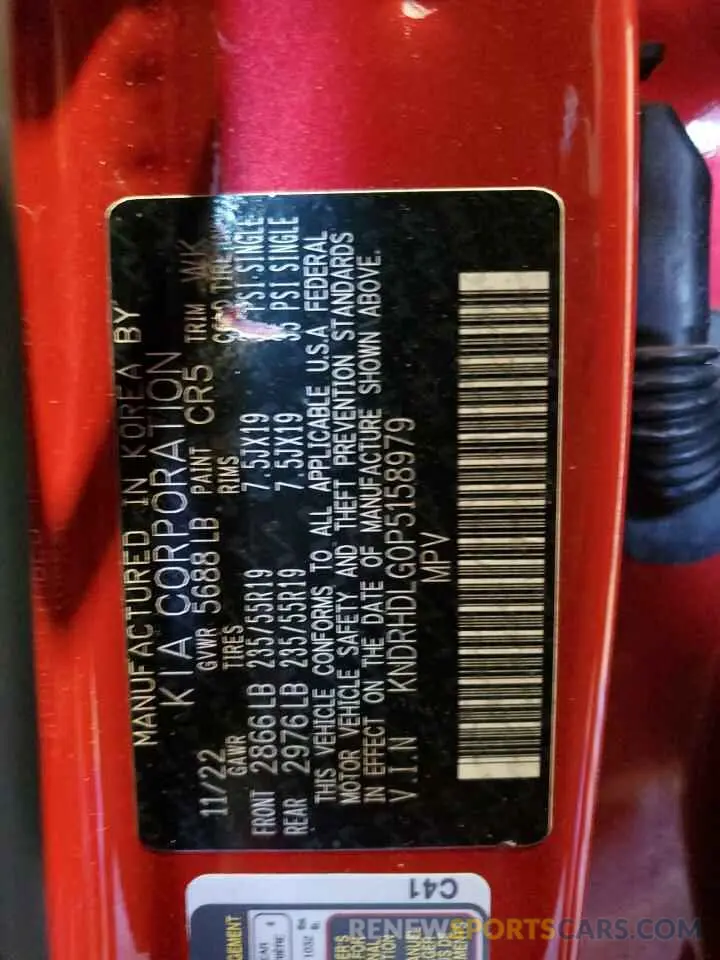 MANUFACTURED IN KOREA BY
KIA CORPORATION
11/22 GVWR 5688 LB PAINT CR5 TRIM WK
GAWR TIRES RIMS
FRONT 2866 LB 235/55R19 7.5JX19 PSI SINGLE
REAR 2976 LB 235/55R19 7.5JX19 35 PSI SINGLE
THIS VEHICLE CONFORMS TO ALL APPLICABLE U.S.A FEDERAL
MOTOR VEHICLE SAFETY AND THEFT PREVENTION STANDARDS
IN EFFECT ON THE DATE OF MANUFACTURE SHOWN ABOVE.
V.I.N KNDRHDLG0P5158979
MPV
C41
RENEWSPORTSCARS.COM